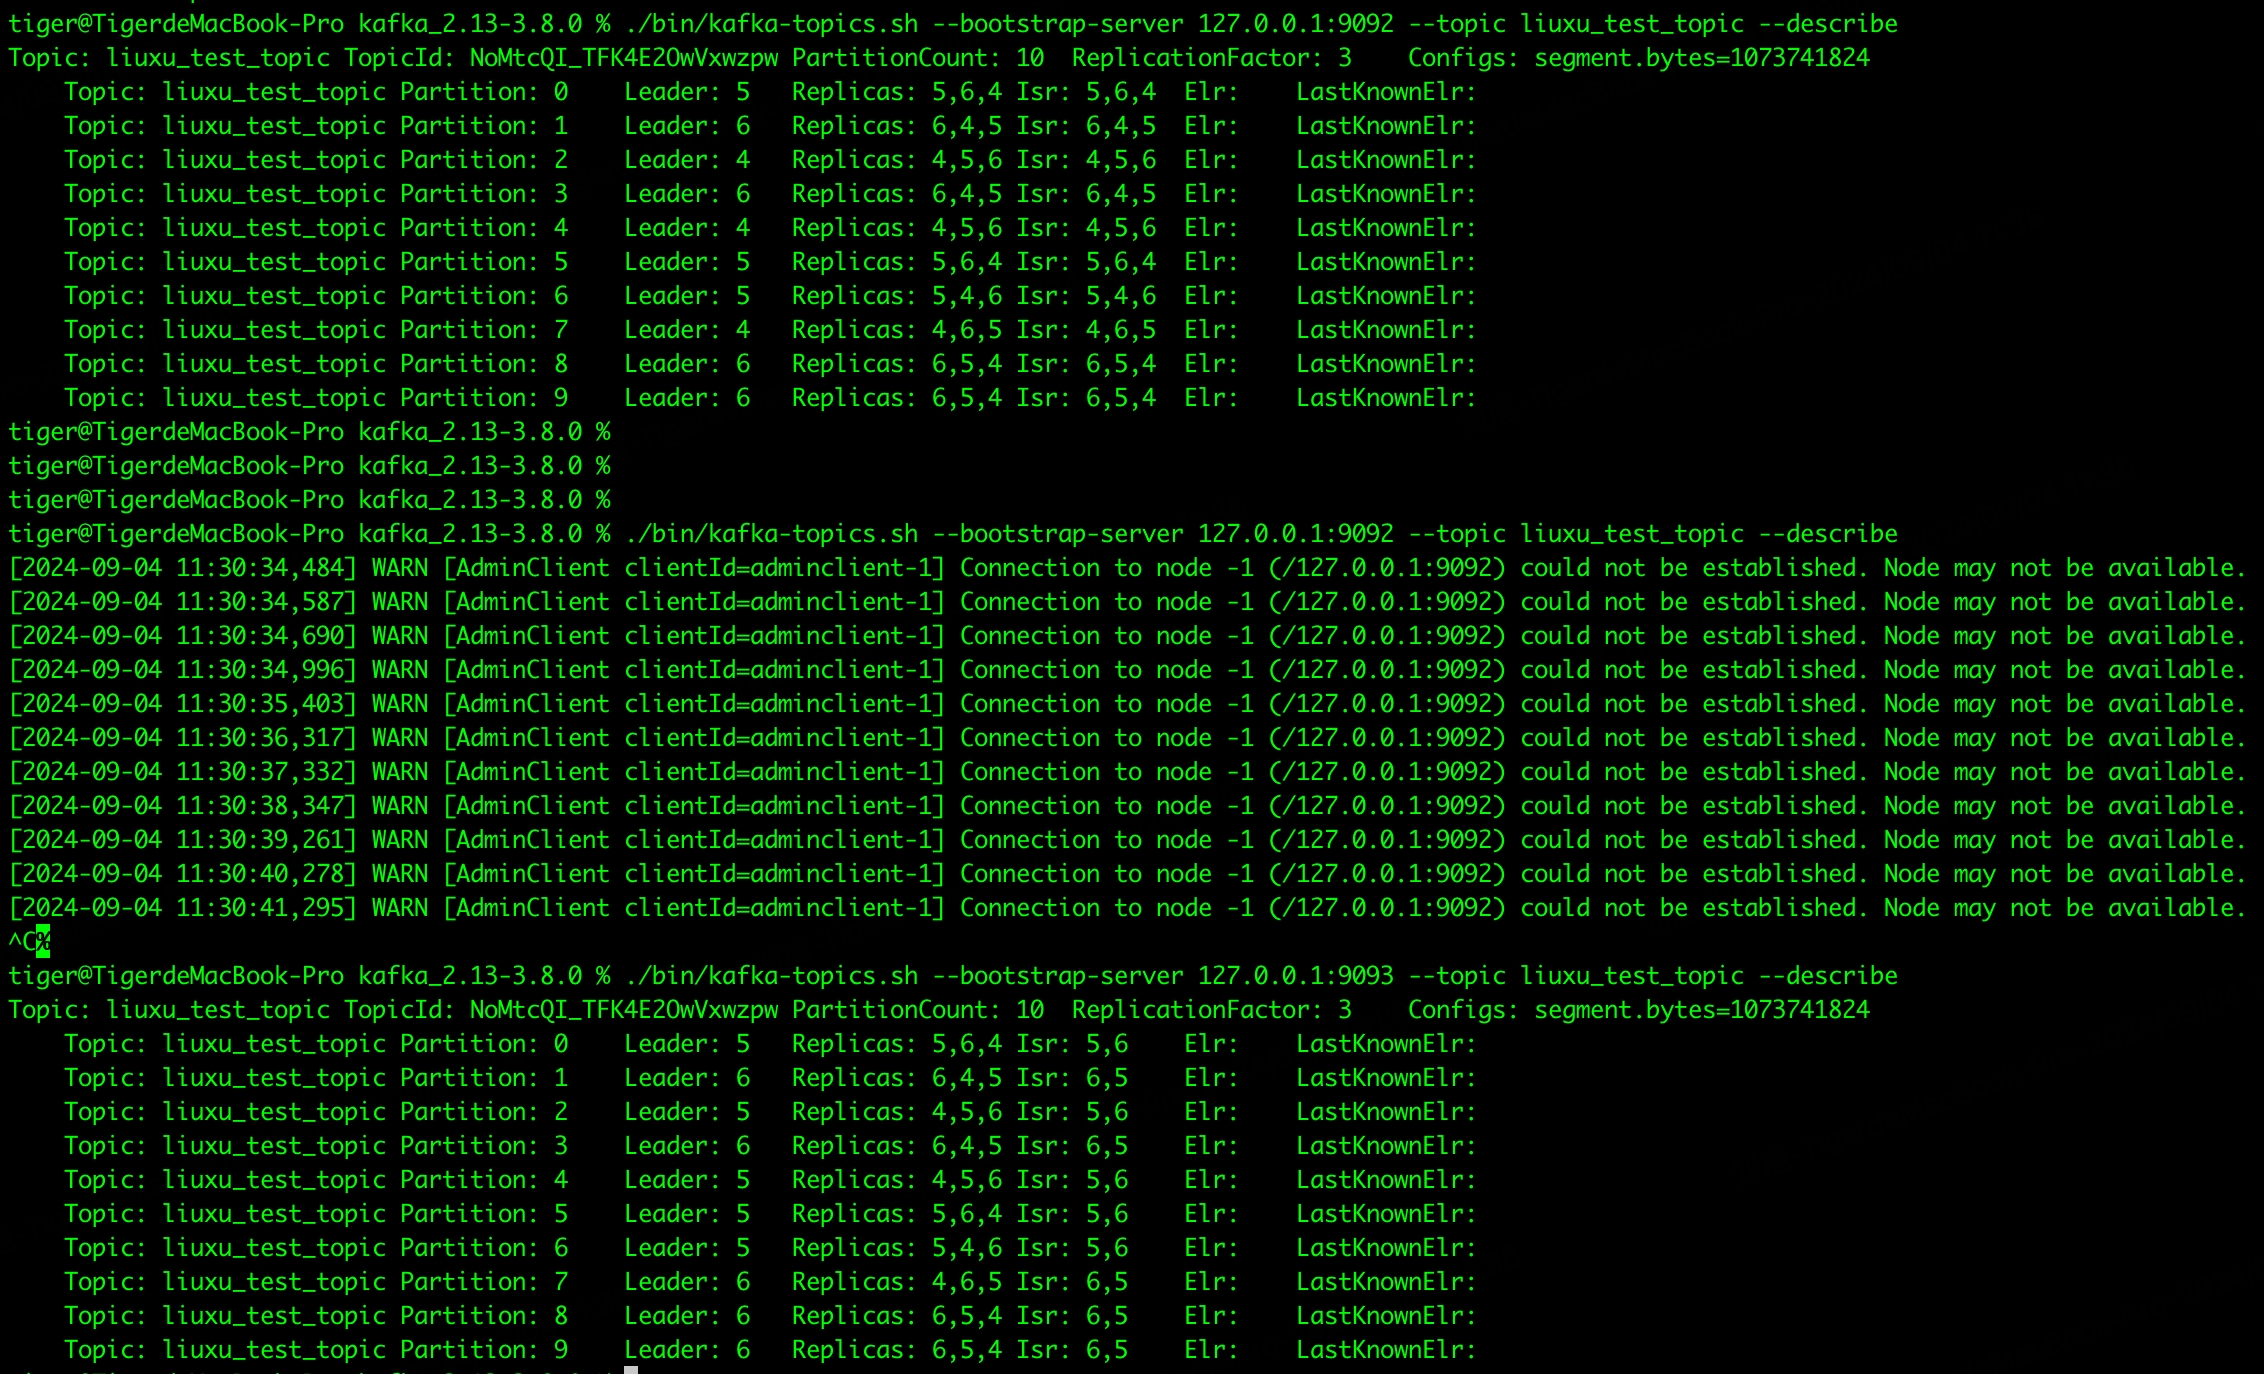 tiger@TigerdeMacBook-Pro kafka_2.13-3.8.0 % ./bin/kafka-topics.sh --bootstrap-server 127.0.0.1:9092 --topic liuxu_test_topic --describe
Topic: liuxu_test_topic TopicId: NoMtcQI_TFK4E2OwVxwzpw PartitionCount: 10 ReplicationFactor: 3 Configs: segment.bytes=1073741824
Topic: liuxu_test_topic Partition: 0 Leader: 5 Replicas: 5,6,4 Isr: 5,6,4 Elr: LastKnownElr:
Topic: liuxu_test_topic Partition: 1 Leader: 6 Replicas: 6,4,5 Isr: 6,4,5 Elr: LastKnownElr:
Topic: liuxu_test_topic Partition: 2 Leader: 4 Replicas: 4,5,6 Isr: 4,5,6 Elr: LastKnownElr:
Topic: liuxu_test_topic Partition: 3 Leader: 6 Replicas: 6,4,5 Isr: 6,4,5 Elr: LastKnownElr:
Topic: liuxu_test_topic Partition: 4 Leader: 4 Replicas: 4,5,6 Isr: 4,5,6 Elr: LastKnownElr:
Topic: liuxu_test_topic Partition: 5 Leader: 5 Replicas: 5,6,4 Isr: 5,6,4 Elr: LastKnownElr:
Topic: liuxu_test_topic Partition: 6 Leader: 5 Replicas: 5,4,6 Isr: 5,4,6 Elr: LastKnownElr:
Topic: liuxu_test_topic Partition: 7 Leader: 4 Replicas: 4,6,5 Isr: 4,6,5 Elr: LastKnownElr:
Topic: liuxu_test_topic Partition: 8 Leader: 6 Replicas: 6,5,4 Isr: 6,5,4 Elr: LastKnownElr:
Topic: liuxu_test_topic Partition: 9 Leader: 6 Replicas: 6,5,4 Isr: 6,5,4 Elr: LastKnownElr:
tiger@TigerdeMacBook-Pro kafka_2.13-3.8.0 %
tiger@TigerdeMacBook-Pro kafka_2.13-3.8.0 %
tiger@TigerdeMacBook-Pro kafka_2.13-3.8.0 %
tiger@TigerdeMacBook-Pro kafka_2.13-3.8.0 % ./bin/kafka-topics.sh --bootstrap-server 127.0.0.1:9092 --topic liuxu_test_topic --describe
[2024-09-04 11:30:34,484] WARN [AdminClient clientId=adminclient-1] Connection to node -1 (/127.0.0.1:9092) could not be established. Node may not be available.
[2024-09-04 11:30:34,587] WARN [AdminClient clientId=adminclient-1] Connection to node -1 (/127.0.0.1:9092) could not be established. Node may not be available.
[2024-09-04 11:30:34,690] WARN [AdminClient clientId=adminclient-1] Connection to node -1 (/127.0.0.1:9092) could not be established. Node may not be available.
[2024-09-04 11:30:34,996] WARN [AdminClient clientId=adminclient-1] Connection to node -1 (/127.0.0.1:9092) could not be established. Node may not be available.
[2024-09-04 11:30:35,403] WARN [AdminClient clientId=adminclient-1] Connection to node -1 (/127.0.0.1:9092) could not be established. Node may not be available.
[2024-09-04 11:30:36,317] WARN [AdminClient clientId=adminclient-1] Connection to node -1 (/127.0.0.1:9092) could not be established. Node may not be available.
[2024-09-04 11:30:37,332] WARN [AdminClient clientId=adminclient-1] Connection to node -1 (/127.0.0.1:9092) could not be established. Node may not be available.
[2024-09-04 11:30:38,347] WARN [AdminClient clientId=adminclient-1] Connection to node -1 (/127.0.0.1:9092) could not be established. Node may not be available.
[2024-09-04 11:30:39,261] WARN [AdminClient clientId=adminclient-1] Connection to node -1 (/127.0.0.1:9092) could not be established. Node may not be available.
[2024-09-04 11:30:40,278] WARN [AdminClient clientId=adminclient-1] Connection to node -1 (/127.0.0.1:9092) could not be established. Node may not be available.
[2024-09-04 11:30:41,295] WARN [AdminClient clientId=adminclient-1] Connection to node -1 (/127.0.0.1:9092) could not be established. Node may not be available.
^C%
tiger@TigerdeMacBook-Pro kafka_2.13-3.8.0 % ./bin/kafka-topics.sh --bootstrap-server 127.0.0.1:9093 --topic liuxu_test_topic --describe
Topic: liuxu_test_topic TopicId: NoMtcQI_TFK4E2OwVxwzpw PartitionCount: 10 ReplicationFactor: 3 Configs: segment.bytes=1073741824
Topic: liuxu_test_topic Partition: 0 Leader: 5 Replicas: 5,6,4 Isr: 5,6 Elr: LastKnownElr:
Topic: liuxu_test_topic Partition: 1 Leader: 6 Replicas: 6,4,5 Isr: 6,5 Elr: LastKnownElr:
Topic: liuxu_test_topic Partition: 2 Leader: 5 Replicas: 4,5,6 Isr: 5,6 Elr: LastKnownElr:
Topic: liuxu_test_topic Partition: 3 Leader: 6 Replicas: 6,4,5 Isr: 6,5 Elr: LastKnownElr:
Topic: liuxu_test_topic Partition: 4 Leader: 5 Replicas: 4,5,6 Isr: 5,6 Elr: LastKnownElr:
Topic: liuxu_test_topic Partition: 5 Leader: 5 Replicas: 5,6,4 Isr: 5,6 Elr: LastKnownElr:
Topic: liuxu_test_topic Partition: 6 Leader: 5 Replicas: 5,4,6 Isr: 5,6 Elr: LastKnownElr:
Topic: liuxu_test_topic Partition: 7 Leader: 6 Replicas: 4,6,5 Isr: 6,5 Elr: LastKnownElr:
Topic: liuxu_test_topic Partition: 8 Leader: 6 Replicas: 6,5,4 Isr: 6,5 Elr: LastKnownElr:
Topic: liuxu_test_topic Partition: 9 Leader: 6 Replicas: 6,5,4 Isr: 6,5 Elr: LastKnownElr: